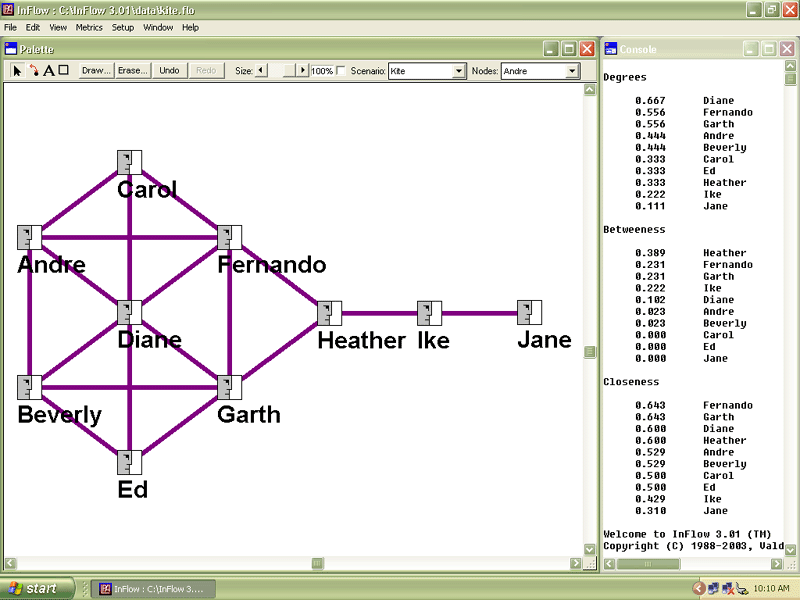 InFlow : C:\InFlow 3.01\data\kite.flo
File Edit View Metrics Setup Window Help
Palette
Draw... Erase... Undo Redo Size: 100% Scenario: Kite Nodes: Andre
Carol
Andre
Fernando
Diane
Heather
Ike
Jane
Beverly
Garth
Ed
Console
Degrees
0.667 Diane
0.556 Fernando
0.556 Garth
0.444 Andre
0.444 Beverly
0.333 Carol
0.333 Ed
0.333 Heather
0.222 Ike
0.111 Jane
Betweeness
0.389 Heather
0.231 Fernando
0.231 Garth
0.222 Ike
0.102 Diane
0.023 Andre
0.023 Beverly
0.000 Carol
0.000 Ed
0.000 Jane
Closeness
0.643 Fernando
0.643 Garth
0.600 Diane
0.600 Heather
0.529 Andre
0.529 Beverly
0.500 Carol
0.500 Ed
0.429 Ike
0.310 Jane
Welcome to InFlow 3.01 (TM)
Copyright (C) 1988-2003, Vald
start
InFlow : C:\InFlow 3....
10:10 AM